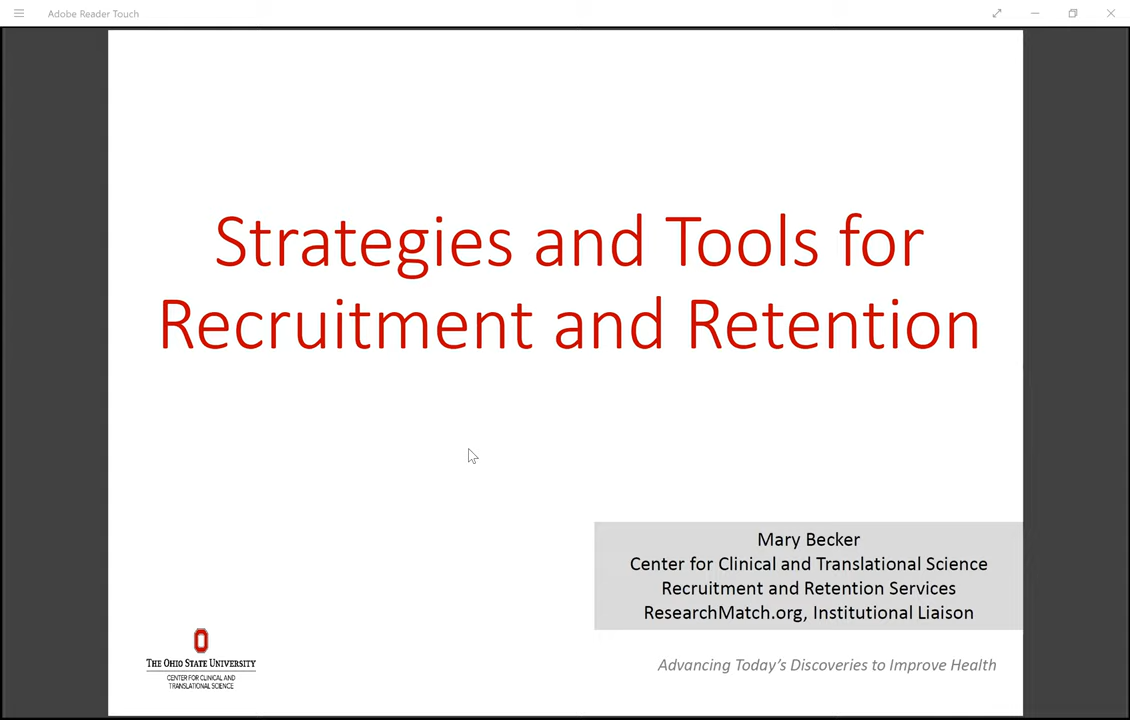 Adobe Reader Touch
Strategies and Tools for
Recruitment and Retention
Mary Becker
Center for Clinical and Translational Science
Recruitment and Retention Services
ResearchMatch.org, Institutional Liaison
THE OHIO STATE UNIVERSITY
CENTER FOR CLINICAL AND
TRANSLATIONAL SCIENCE
Advancing Today's Discoveries to Improve Health